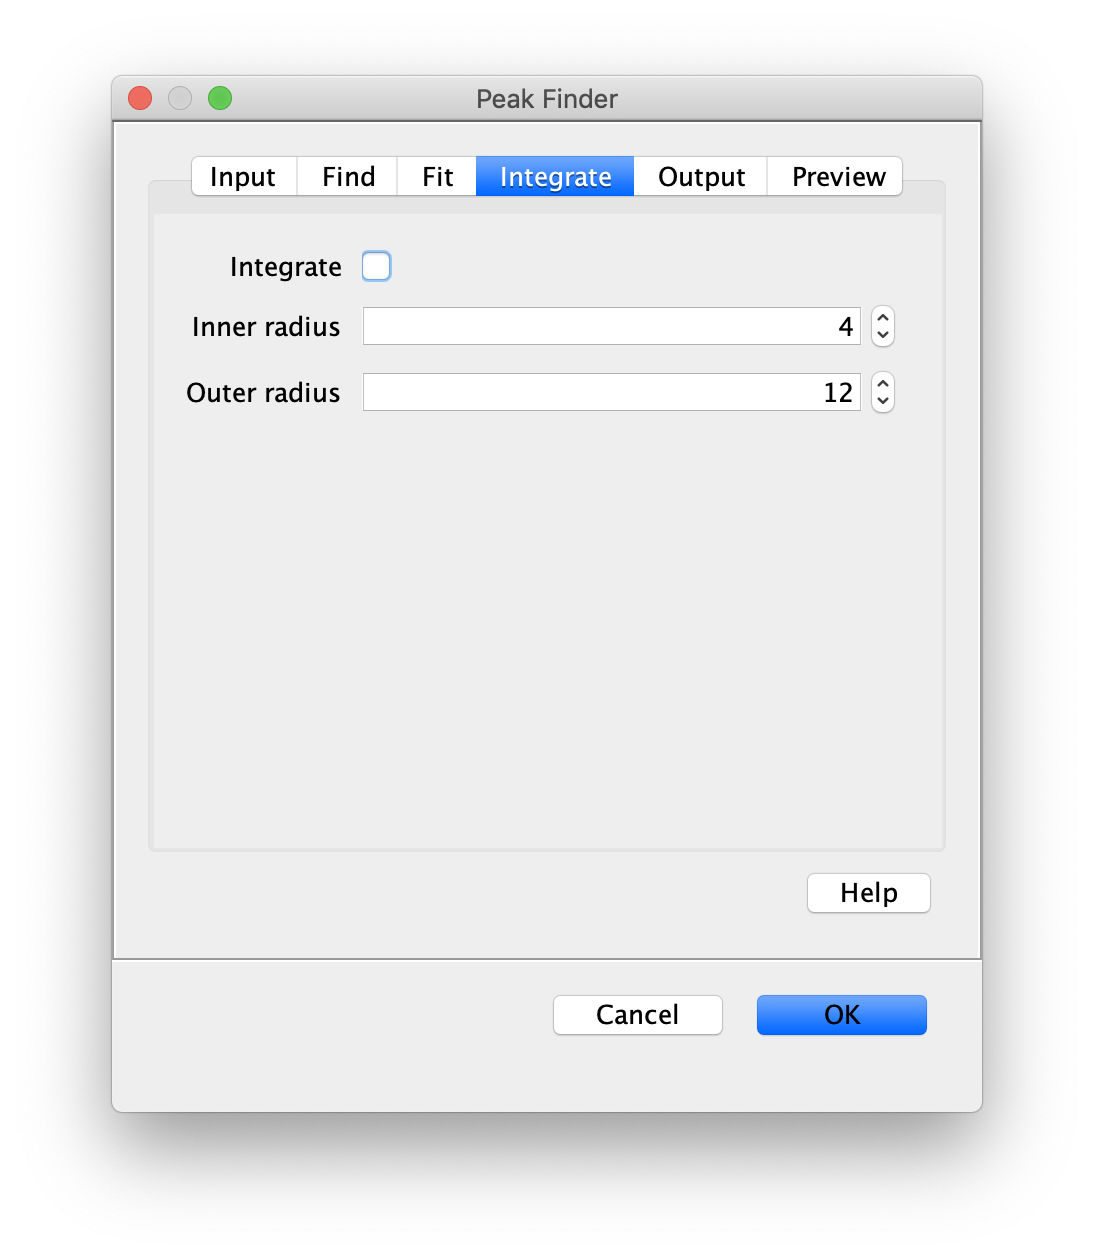 Peak Finder
Input Find Fit Integrate Output Preview
Integrate
Inner radius 4
Outer radius 12
Help
Cancel OK